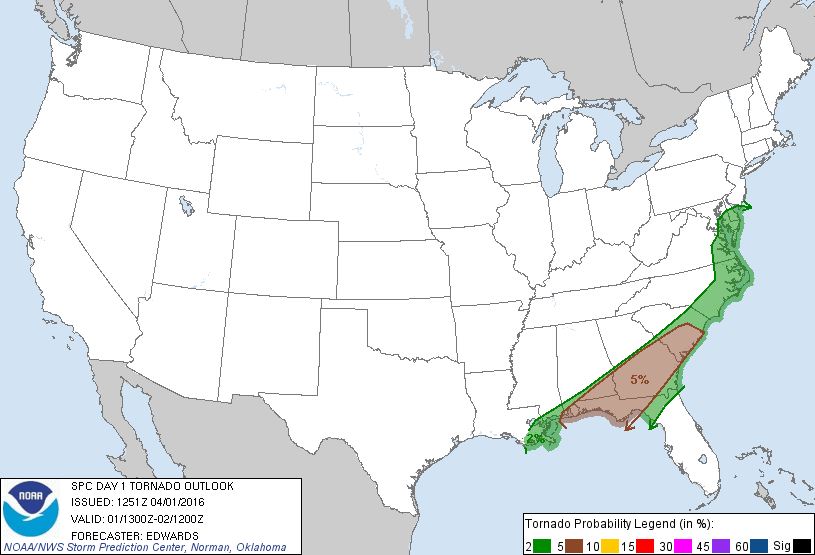 5%
2%
NOAA
SPC DAY 1 TORNADO OUTLOOK
ISSUED: 1251Z 04/01/2016
VALID: 01/1300Z-02/1200Z
FORECASTER: EDWARDS
NOAA/NWS Storm Prediction Center, Norman, Oklahoma
Tornado Probability Legend (in %):
2 5 10 15 30 45 60 Sig